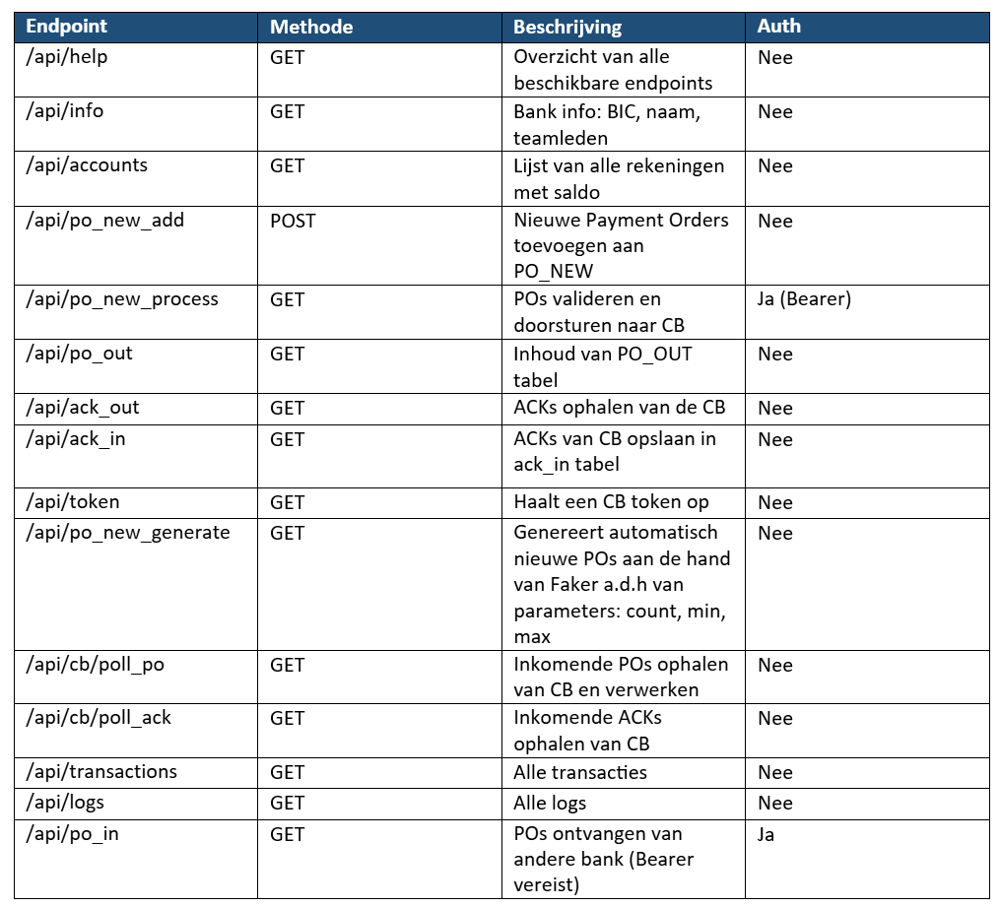 Endpoint Methode Beschrijving Auth
/api/help GET Overzicht van alle Nee
beschikbare endpoints
/api/info GET Bank info: BIC, naam, Nee
teamleden
/api/accounts GET Lijst van alle rekeningen Nee
met saldo
/api/po_new_add POST Nieuwe Payment Orders Nee
toevoegen aan
PO_NEW
/api/po_new_process GET POs valideren en Ja (Bearer)
doorsturen naar CB
/api/po_out GET Inhoud van PO_OUT Nee
tabel
/api/ack_out GET ACKs ophalen van de CB Nee
/api/ack_in GET ACKs van CB opslaan in Nee
ack_in tabel
/api/token GET Haalt een CB token op Nee
/api/po_new_generate GET Genereert automatisch Nee
nieuwe POs aan de hand
van Faker a.d.h van
parameters: count, min,
max
/api/cb/poll_po GET Inkomende POs ophalen Nee
van CB en verwerken
/api/cb/poll_ack GET Inkomende ACKs Nee
ophalen van CB
/api/transactions GET Alle transacties Nee
/api/logs GET Alle logs Nee
/api/po_in GET POs ontvangen van Ja
andere bank (Bearer
vereist)